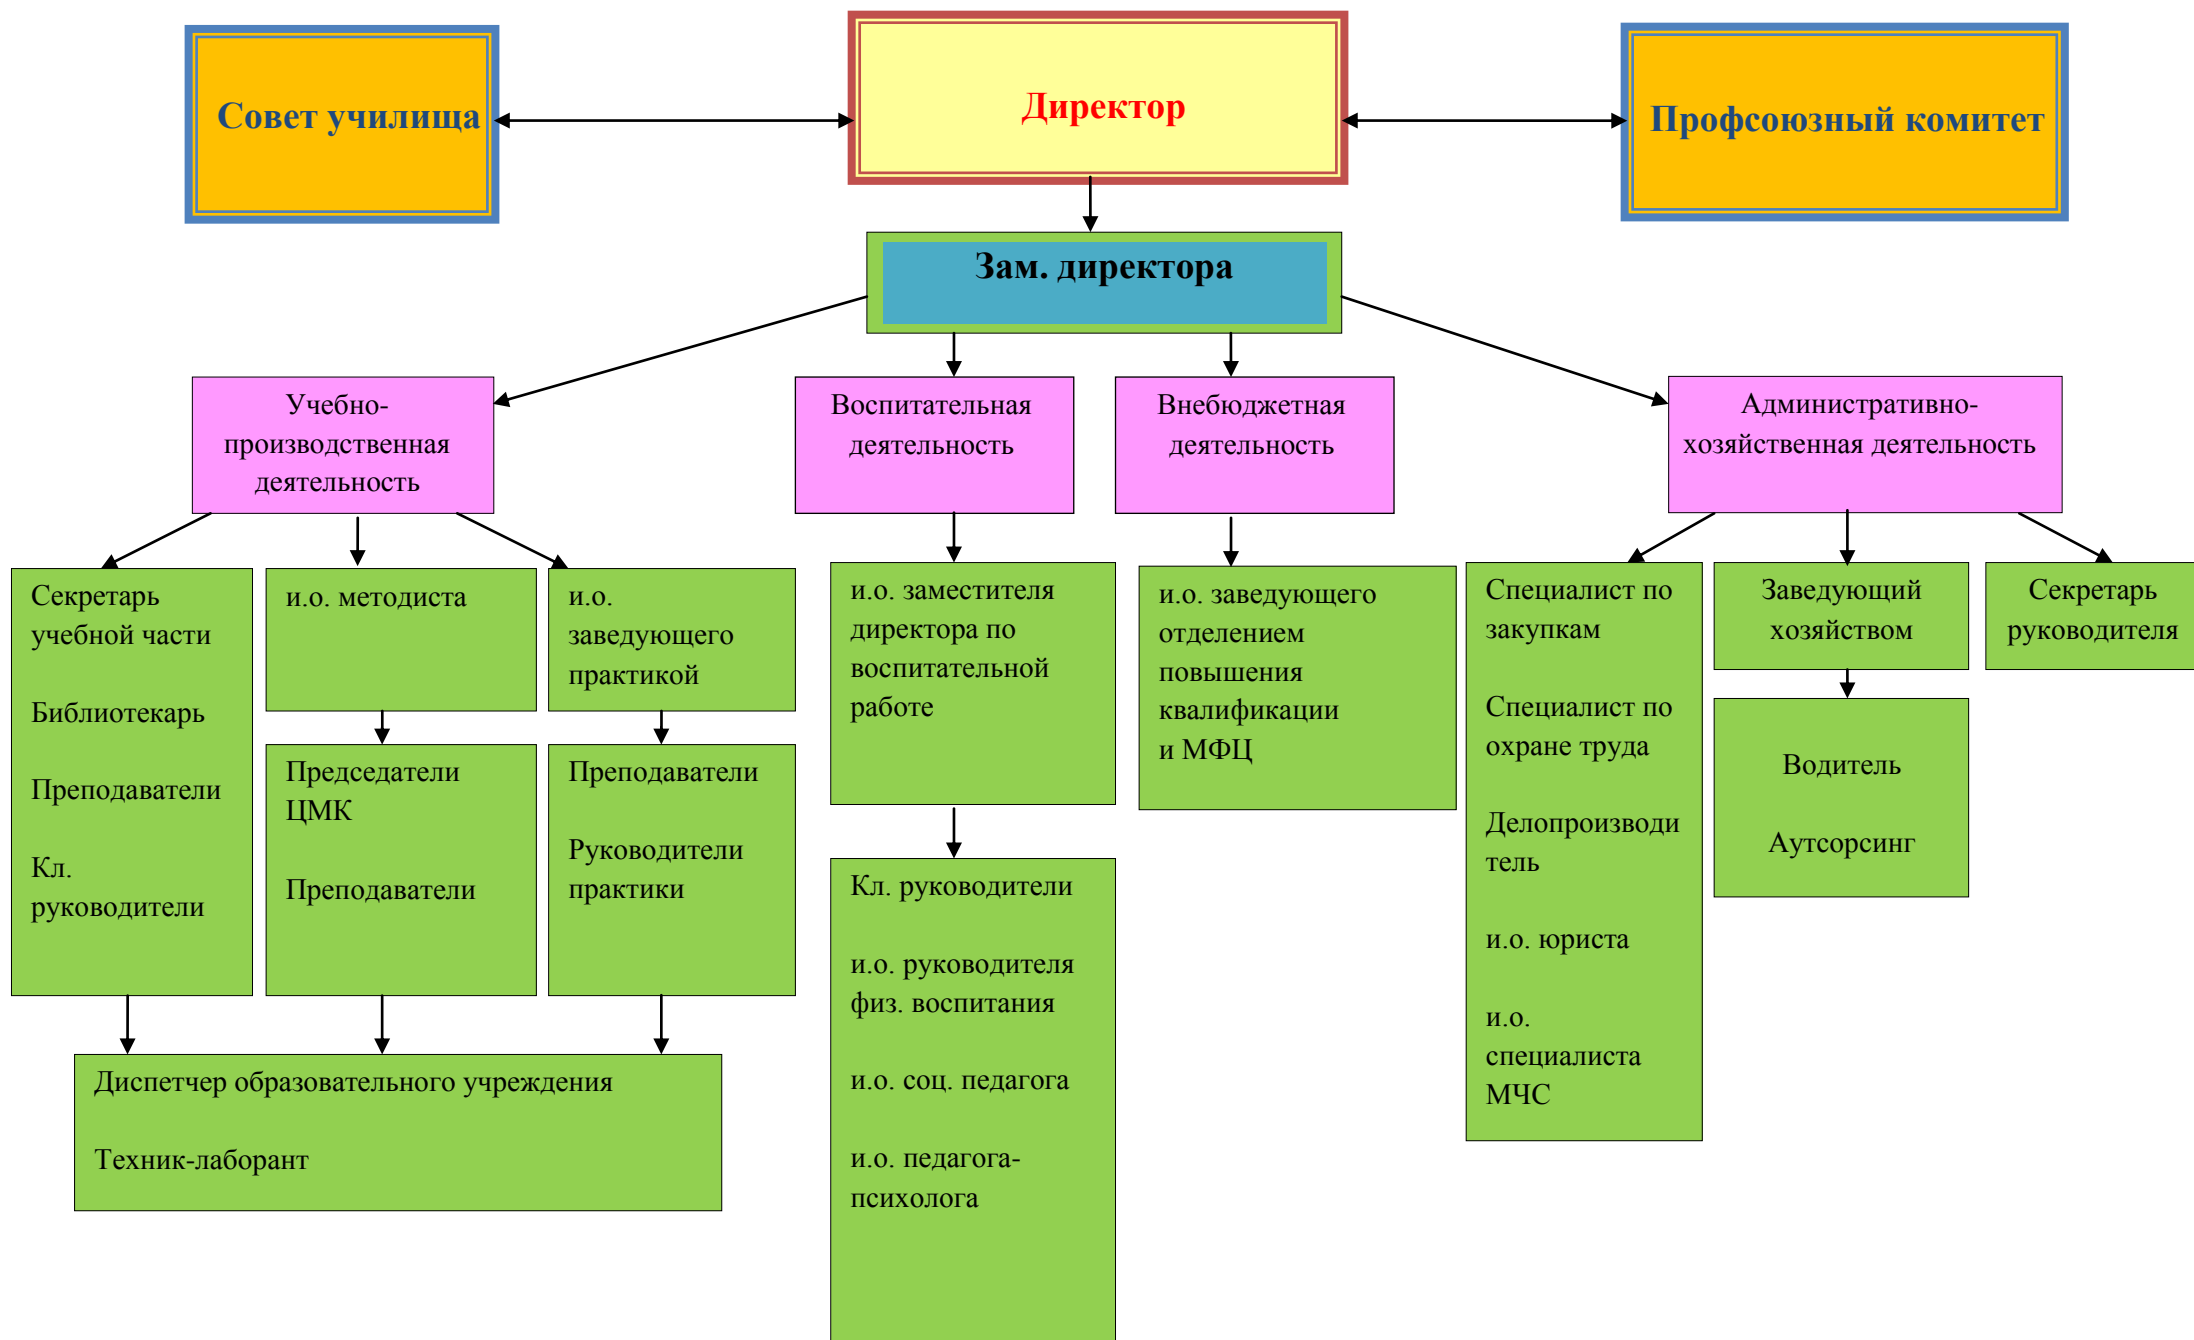 Совет училища
Директор
Профсоюзный комитет
Зам. директора
Учебно-
производственная
деятельность
Воспитательная
деятельность
Внебюджетная
деятельность
Административно-
хозяйственная деятельность
Секретарь
учебной части
Библиотекарь
Преподаватели
Кл.
руководители
и.о. методиста
Председатели
ЦМК
Преподаватели
и.о.
заведующего
практикой
Преподаватели
Руководители
практики
Диспетчер образовательного учреждения
Техник-лаборант
и.о. заместителя
директора по
воспитательной
работе
Кл. руководители
и.о. руководителя
физ. воспитания
и.о. соц. педагога
и.о. педагога-
психолога
и.о. заведующего
отделением
повышения
квалификации
и МФЦ
Специалист по
закупкам
Специалист по
охране труда
Делопроизводи
тель
и.о. юриста
и.о.
специалиста
МЧС
Заведующий
хозяйством
Водитель
Аутсорсинг
Секретарь
руководителя